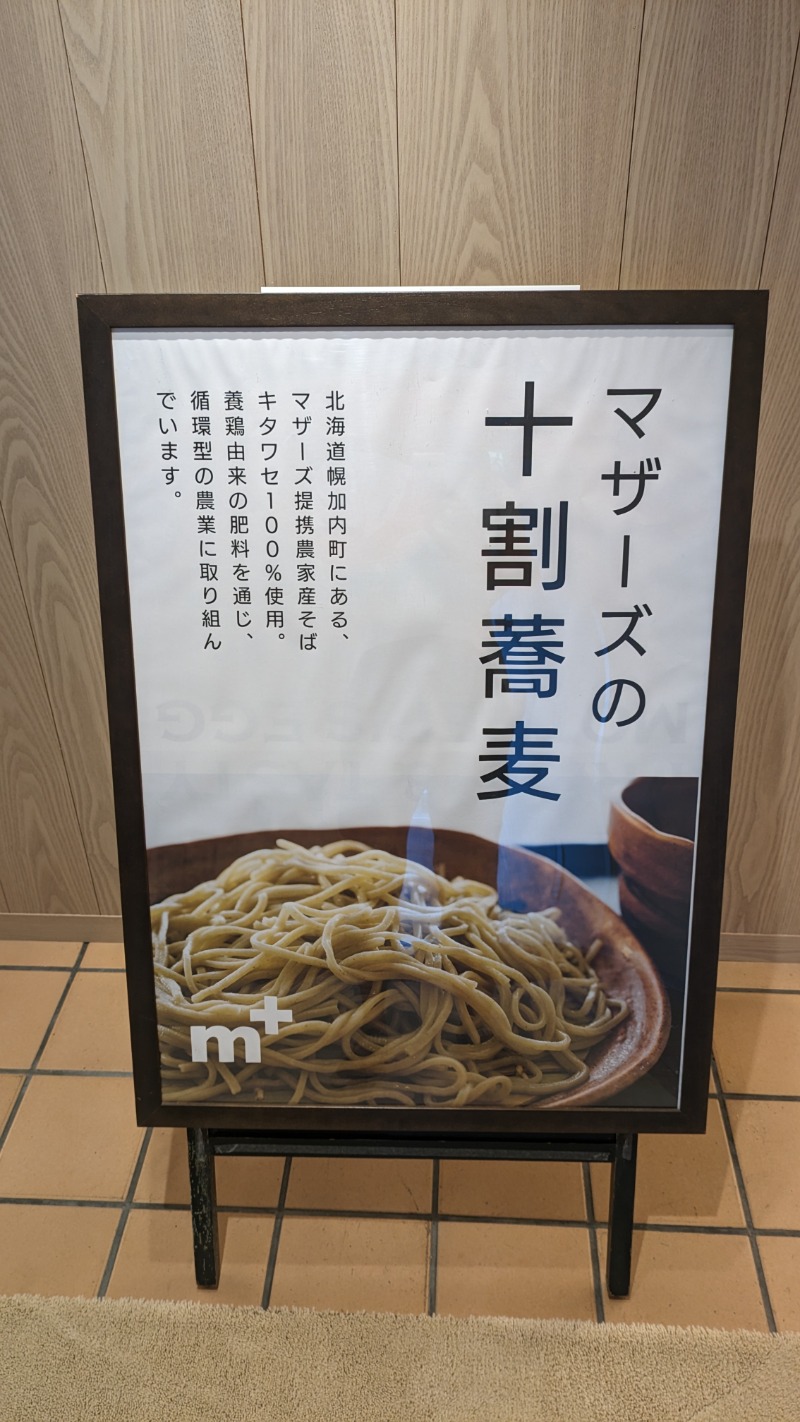 マザーズの
十割蕎麦
北海道幌加内町にある、
マザーズ提携農家産そば
キタワセ100%使用。
養鶏由来の肥料を通じ、
循環型の農業に取り組ん
でいます。
m+